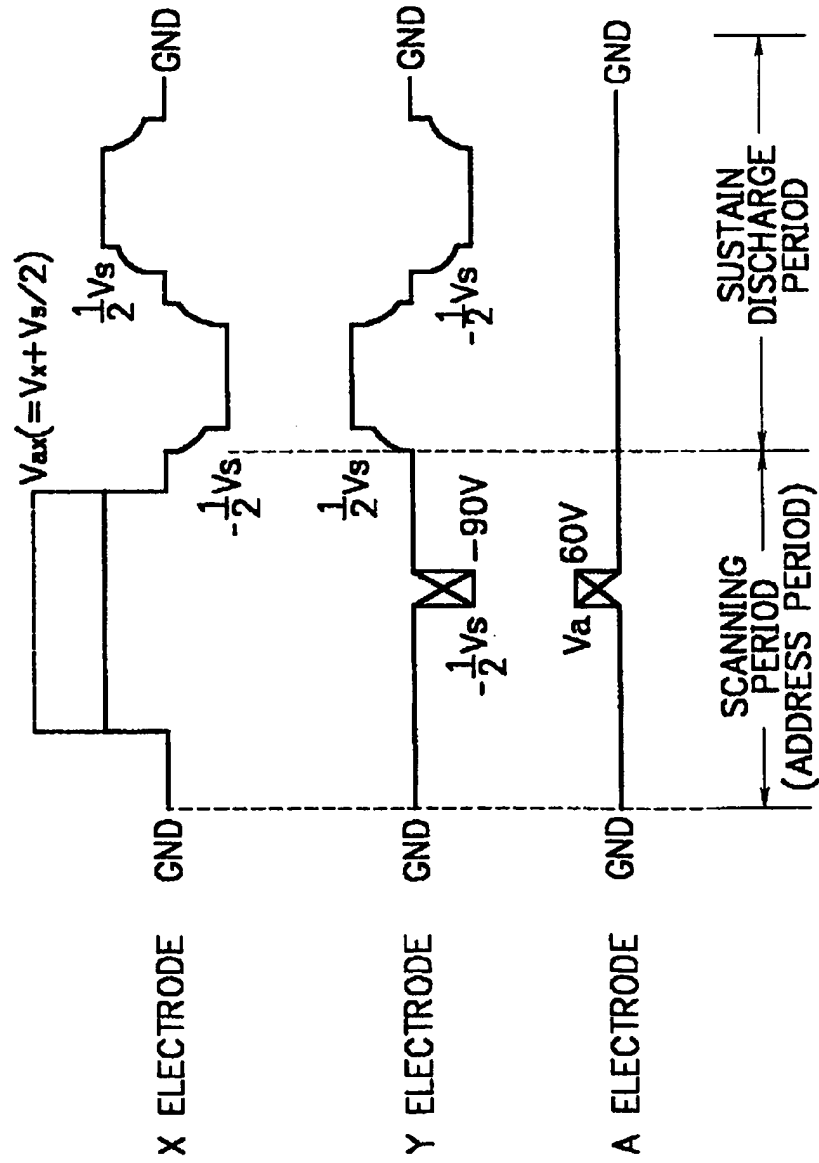 Vax(=Vx+Vs/2)
X ELECTRODE
GND
-1/2Vs
1/2Vs
GND
Y ELECTRODE
GND
-1/2Vs
-90V
1/2Vs
-1/2Vs
GND
A ELECTRODE
GND
Va
60V
GND
SCANNING
PERIOD
(ADDRESS PERIOD)
SUSTAIN
DISCHARGE
PERIOD